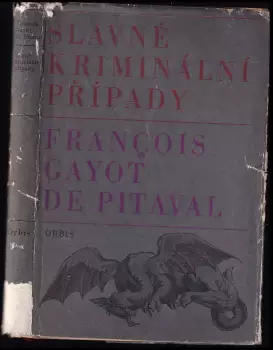 SLAVNÉ
KRIMINÁLNÍ
PŘÍPADY
FRANÇOIS
GAYOT
DE PITAVAL
ORBIS